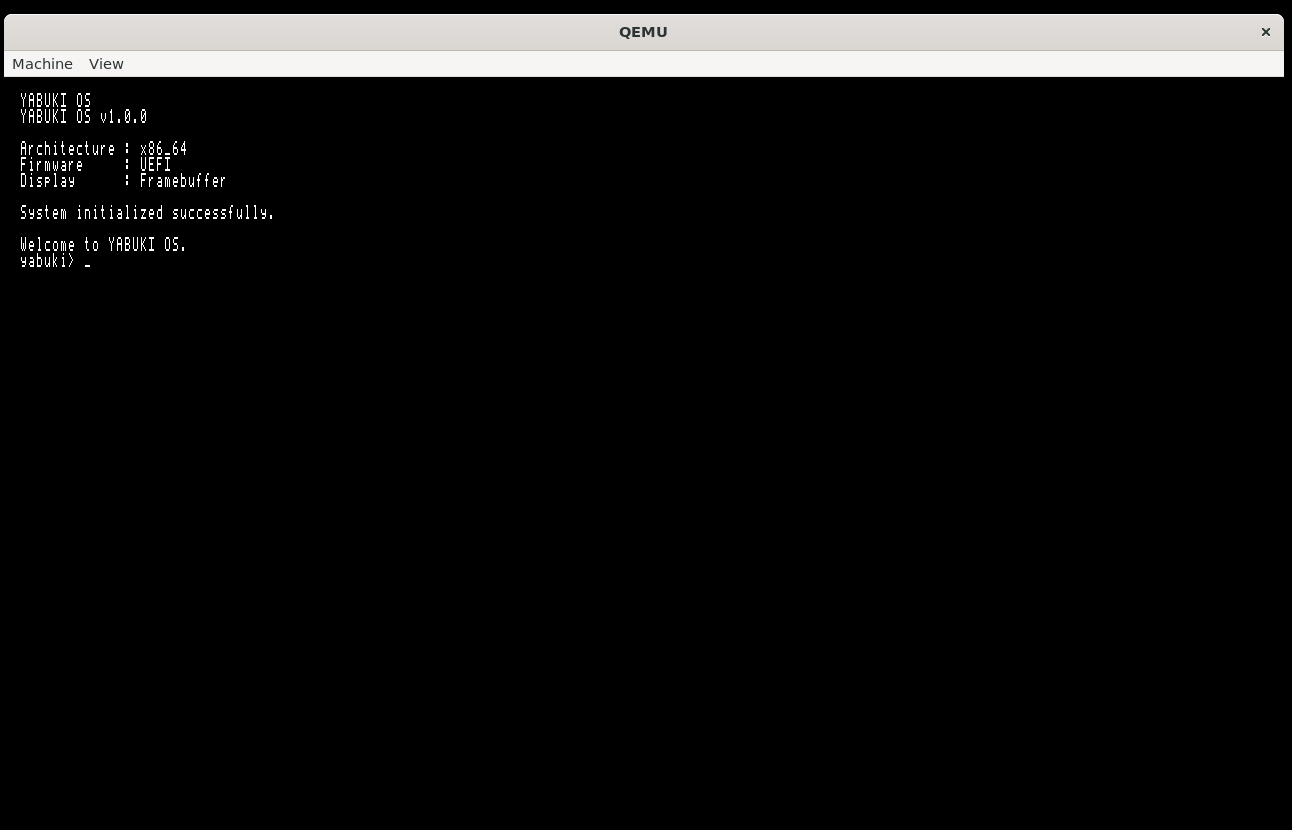 QEMU
×
Machine View
YABUKI OS
YABUKI OS v1.0.0
Architecture : x86_64
Firmware     : UEFI
Display      : Framebuffer
System initialized successfully.
Welcome to YABUKI OS.
yabuki> _